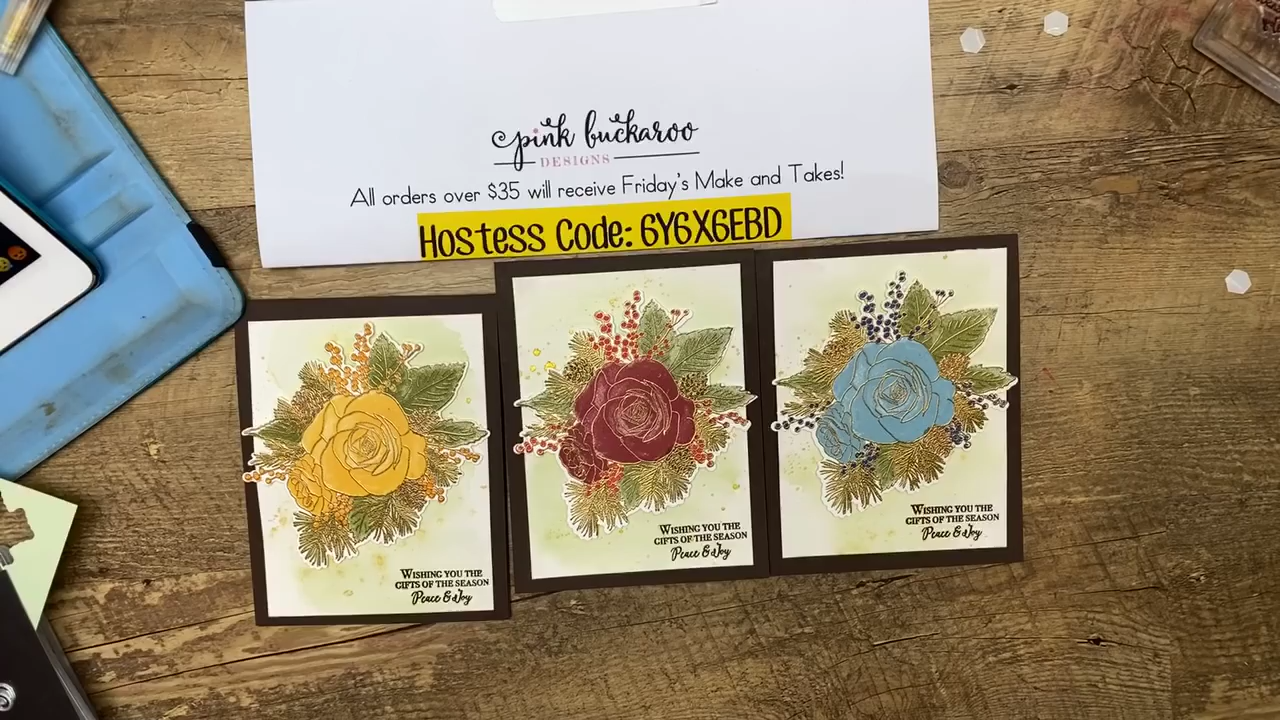 pink buckaroo
DESIGNS
All orders over $35 will receive Friday's Make and Takes!
Hostess Code: 6Y6X6EBD
WISHING YOU THE
GIFTS OF THE SEASON
Peace & Joy
WISHING YOU THE
GIFTS OF THE SEASON
Peace & Joy
WISHING YOU THE
GIFTS OF THE SEASON
Peace & Joy